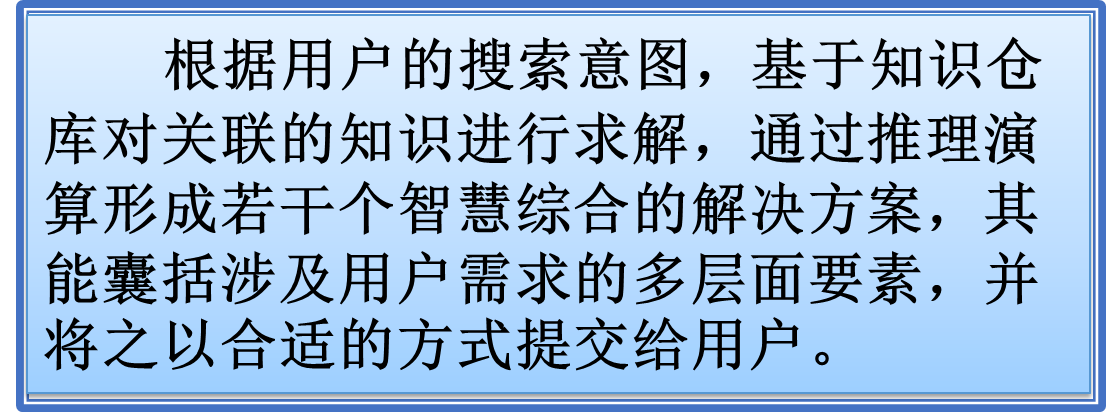 根据用户的搜索意图，基于知识仓
库对关联的知识进行求解，通过推理演
算形成若干个智慧综合的解决方案，其
能囊括涉及用户需求的多层面要素，并
将之以合适的方式提交给用户。